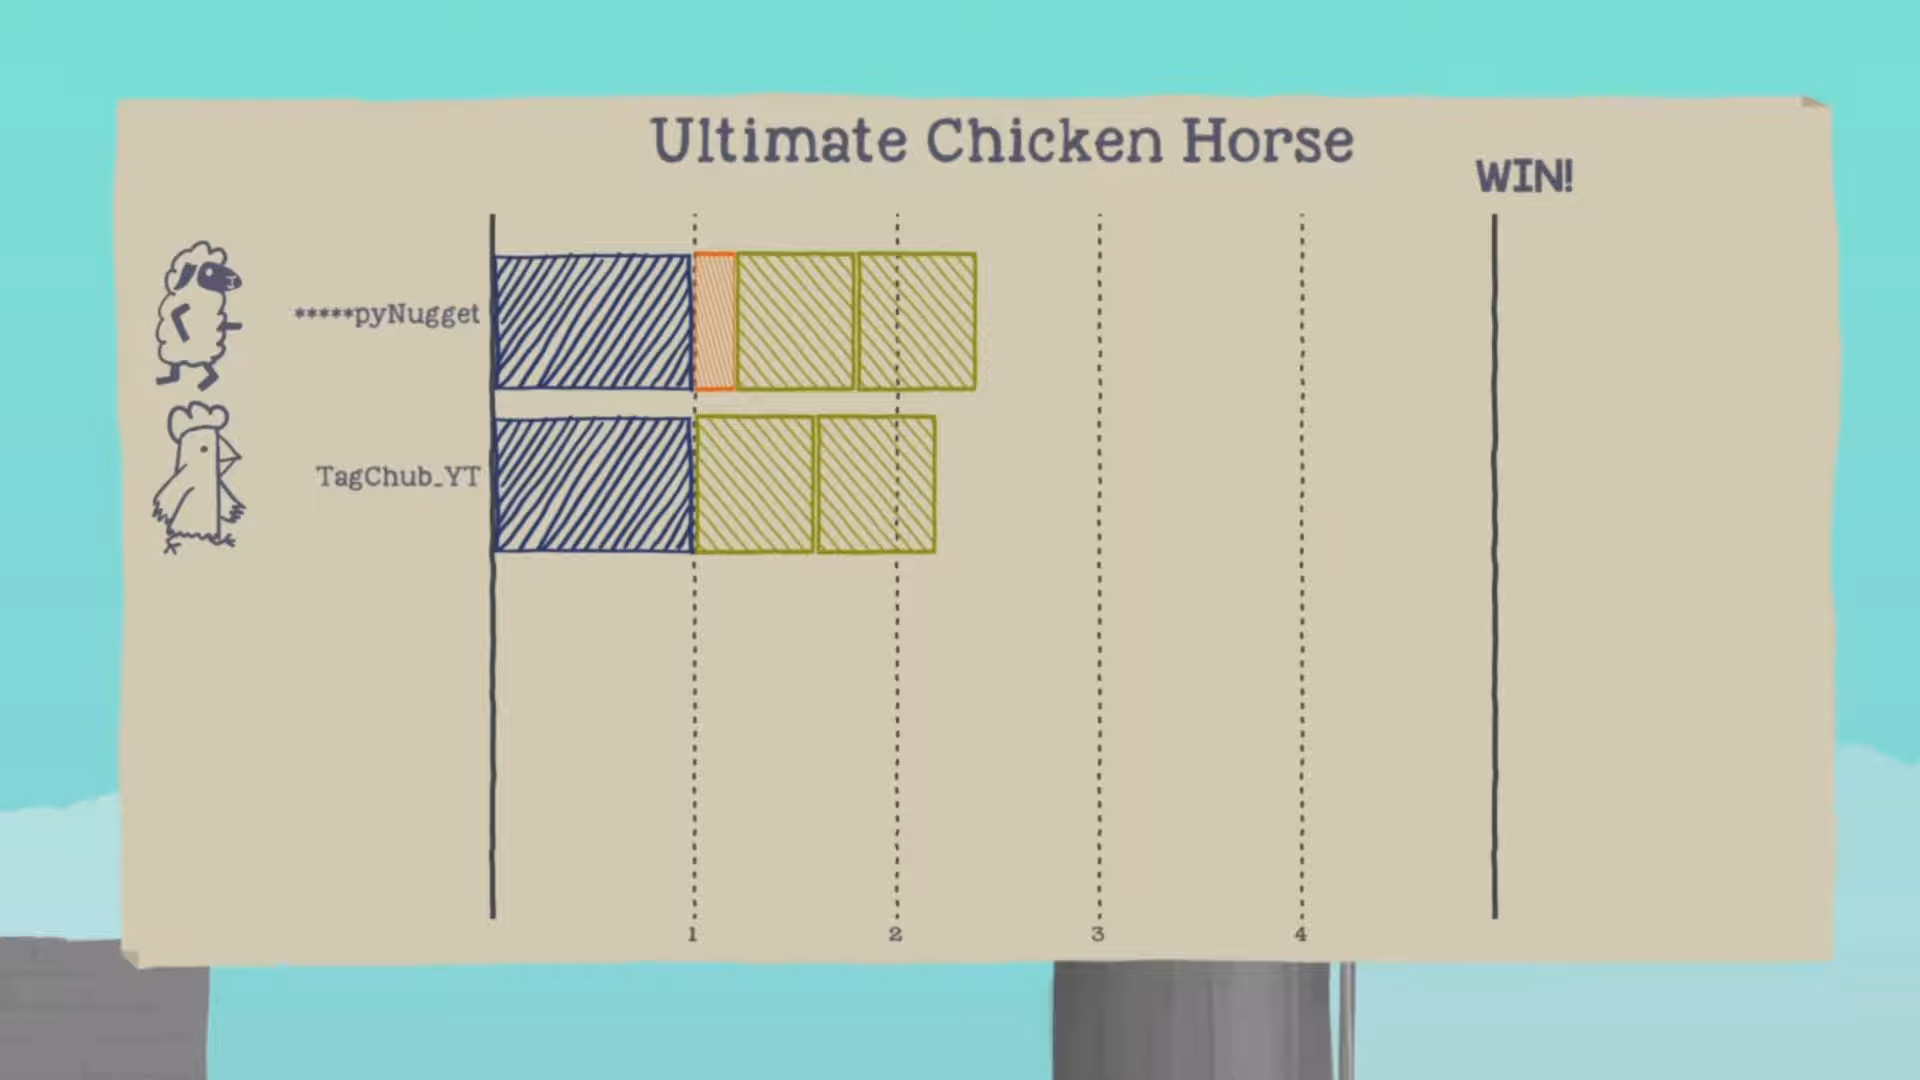 Ultimate Chicken Horse
WIN!
*****pyNugget
TagChub_YT
1 2 3 4